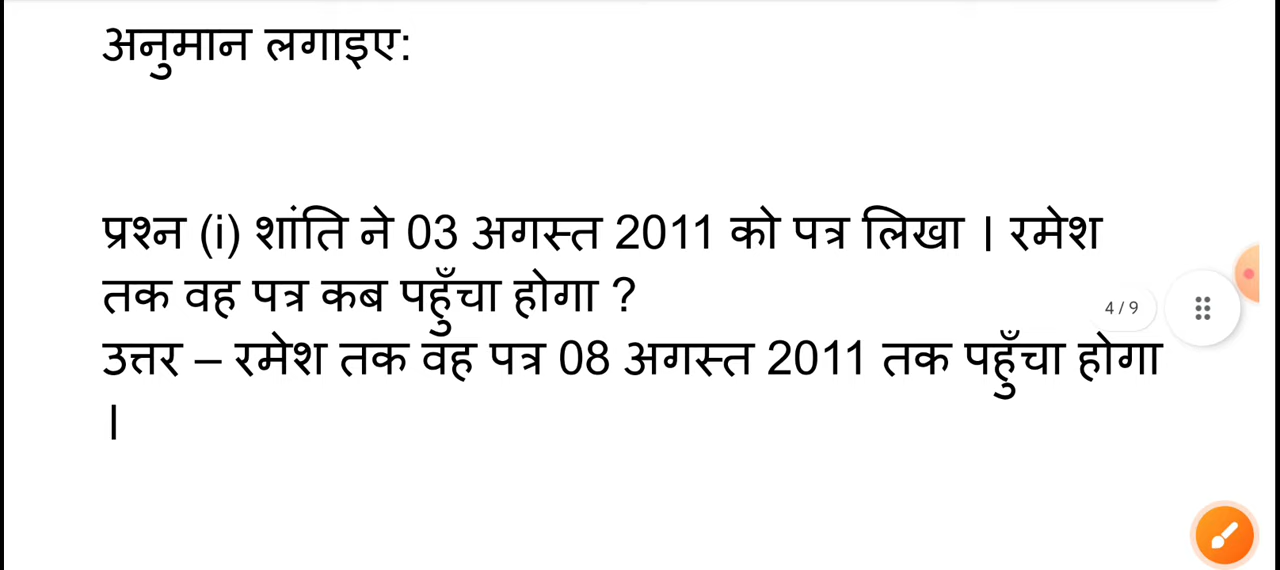 अनुमान लगाइए:
प्रश्न (i) शांति ने 03 अगस्त 2011 को पत्र लिखा । रमेश
तक वह पत्र कब पहुँचा होगा ?
4 / 9
उत्तर – रमेश तक वह पत्र 08 अगस्त 2011 तक पहुँचा होगा
।